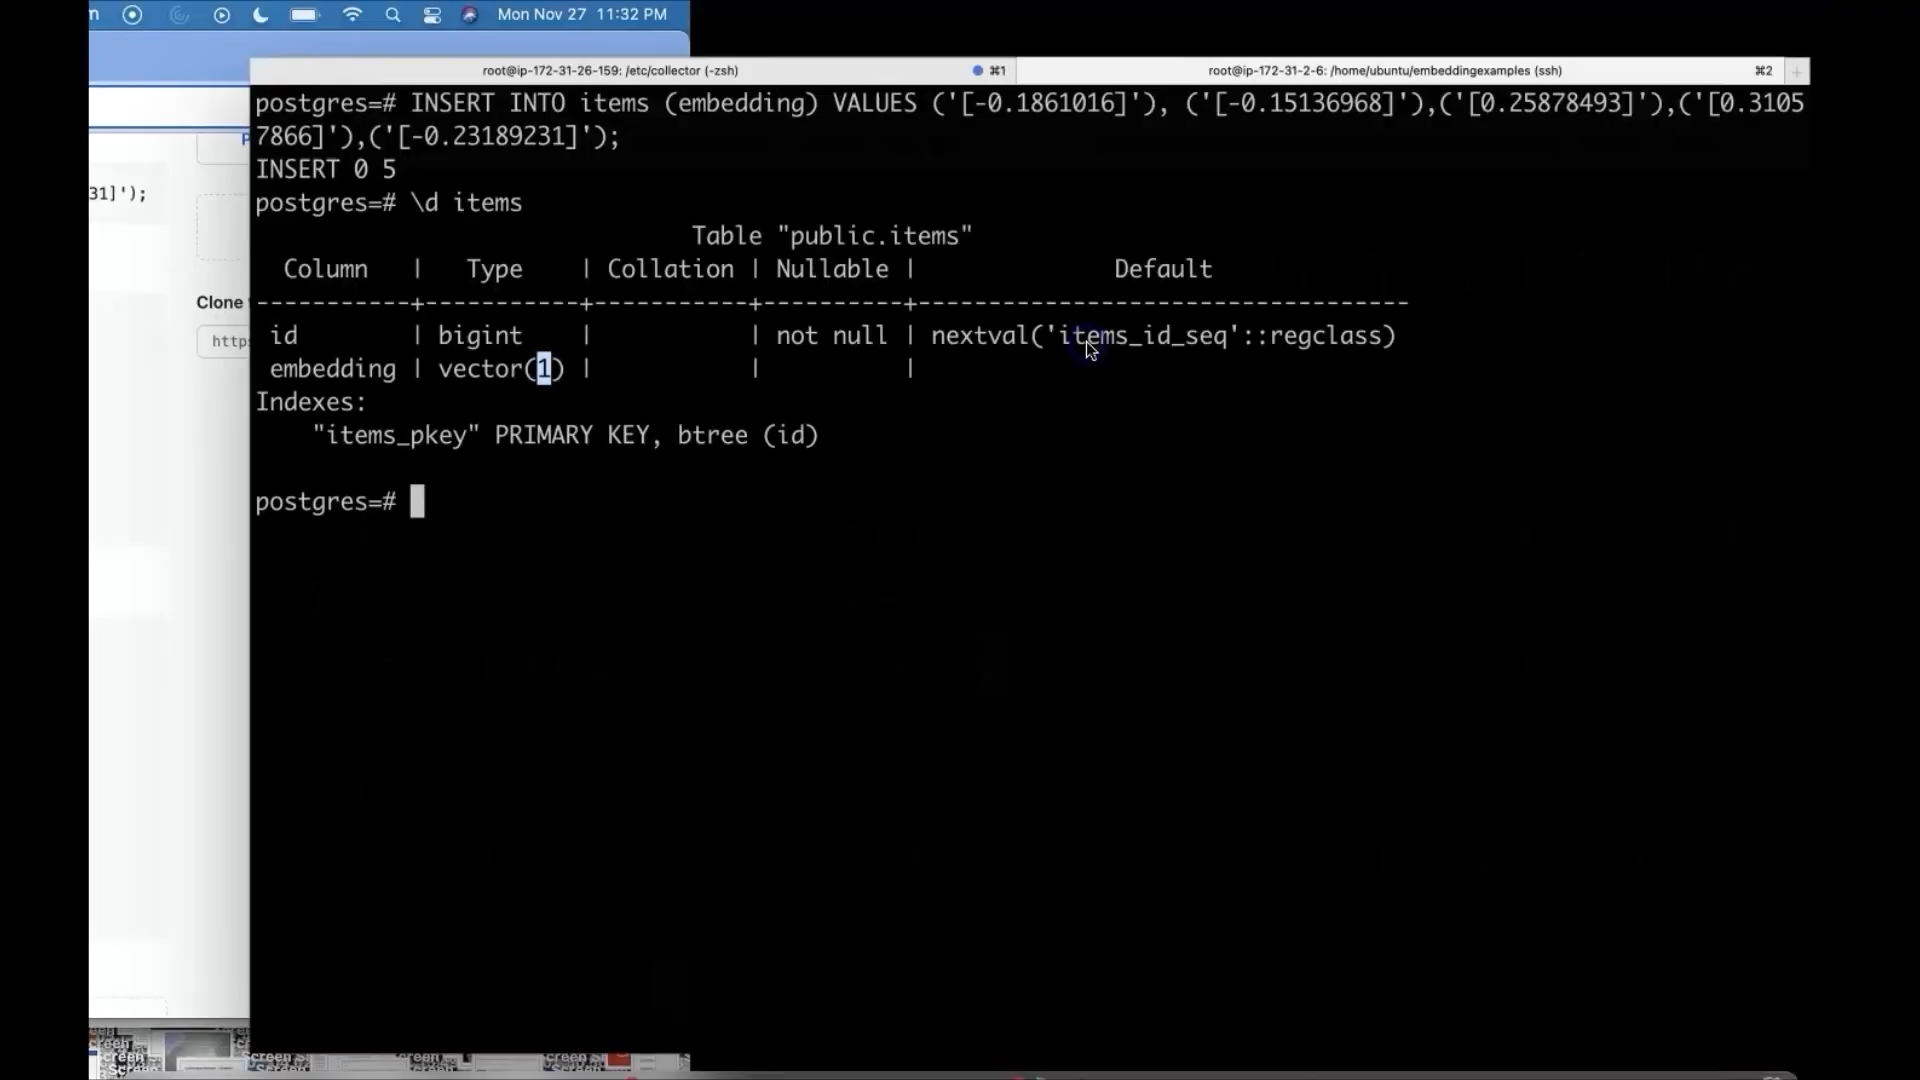 Mon Nov 27 11:32 PM
root@ip-172-31-26-159: /etc/collector (-zsh) ⌘1 root@ip-172-31-2-6: /home/ubuntu/embeddingexamples (ssh) ⌘2 +
postgres=# INSERT INTO items (embedding) VALUES ('[-0.1861016]'), ('[-0.15136968]'),('[0.25878493]'),('[0.3105
7866]'),('[-0.23189231]');
INSERT 0 5
postgres=# \d items
Table "public.items"
Column | Type | Collation | Nullable | Default
-----------+-----------+-----------+----------+-----------------------------------
id | bigint | | not null | nextval('items_id_seq'::regclass)
embedding | vector(1) | | |
Indexes:
"items_pkey" PRIMARY KEY, btree (id)
postgres=#
31]');
Clone
https